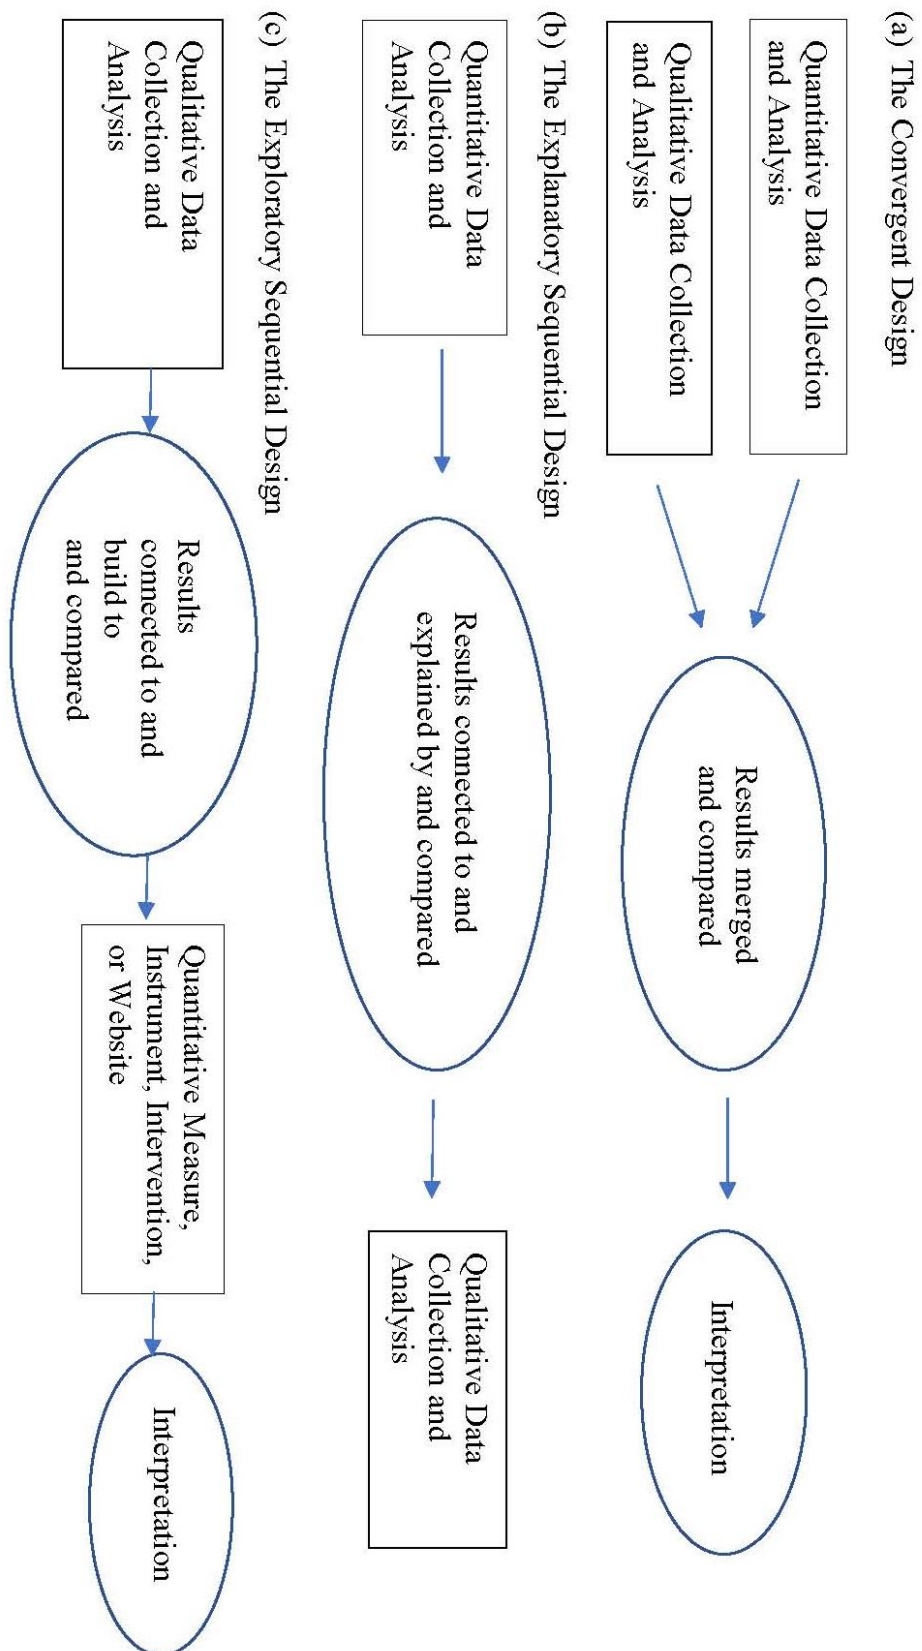 (a) The Convergent Design
Quantitative Data Collection
and Analysis
Qualitative Data Collection
and Analysis
Results merged
and compared
Interpretation
(b) The Explanatory Sequential Design
Quantitative Data
Collection and
Analysis
Results connected to and
explained by and compared
Qualitative Data
Collection and
Analysis
(c) The Exploratory Sequential Design
Qualitative Data
Collection and
Analysis
Results
connected to and
build to
and compared
Quantitative Measure,
Instrument, Intervention,
or Website
Interpretation